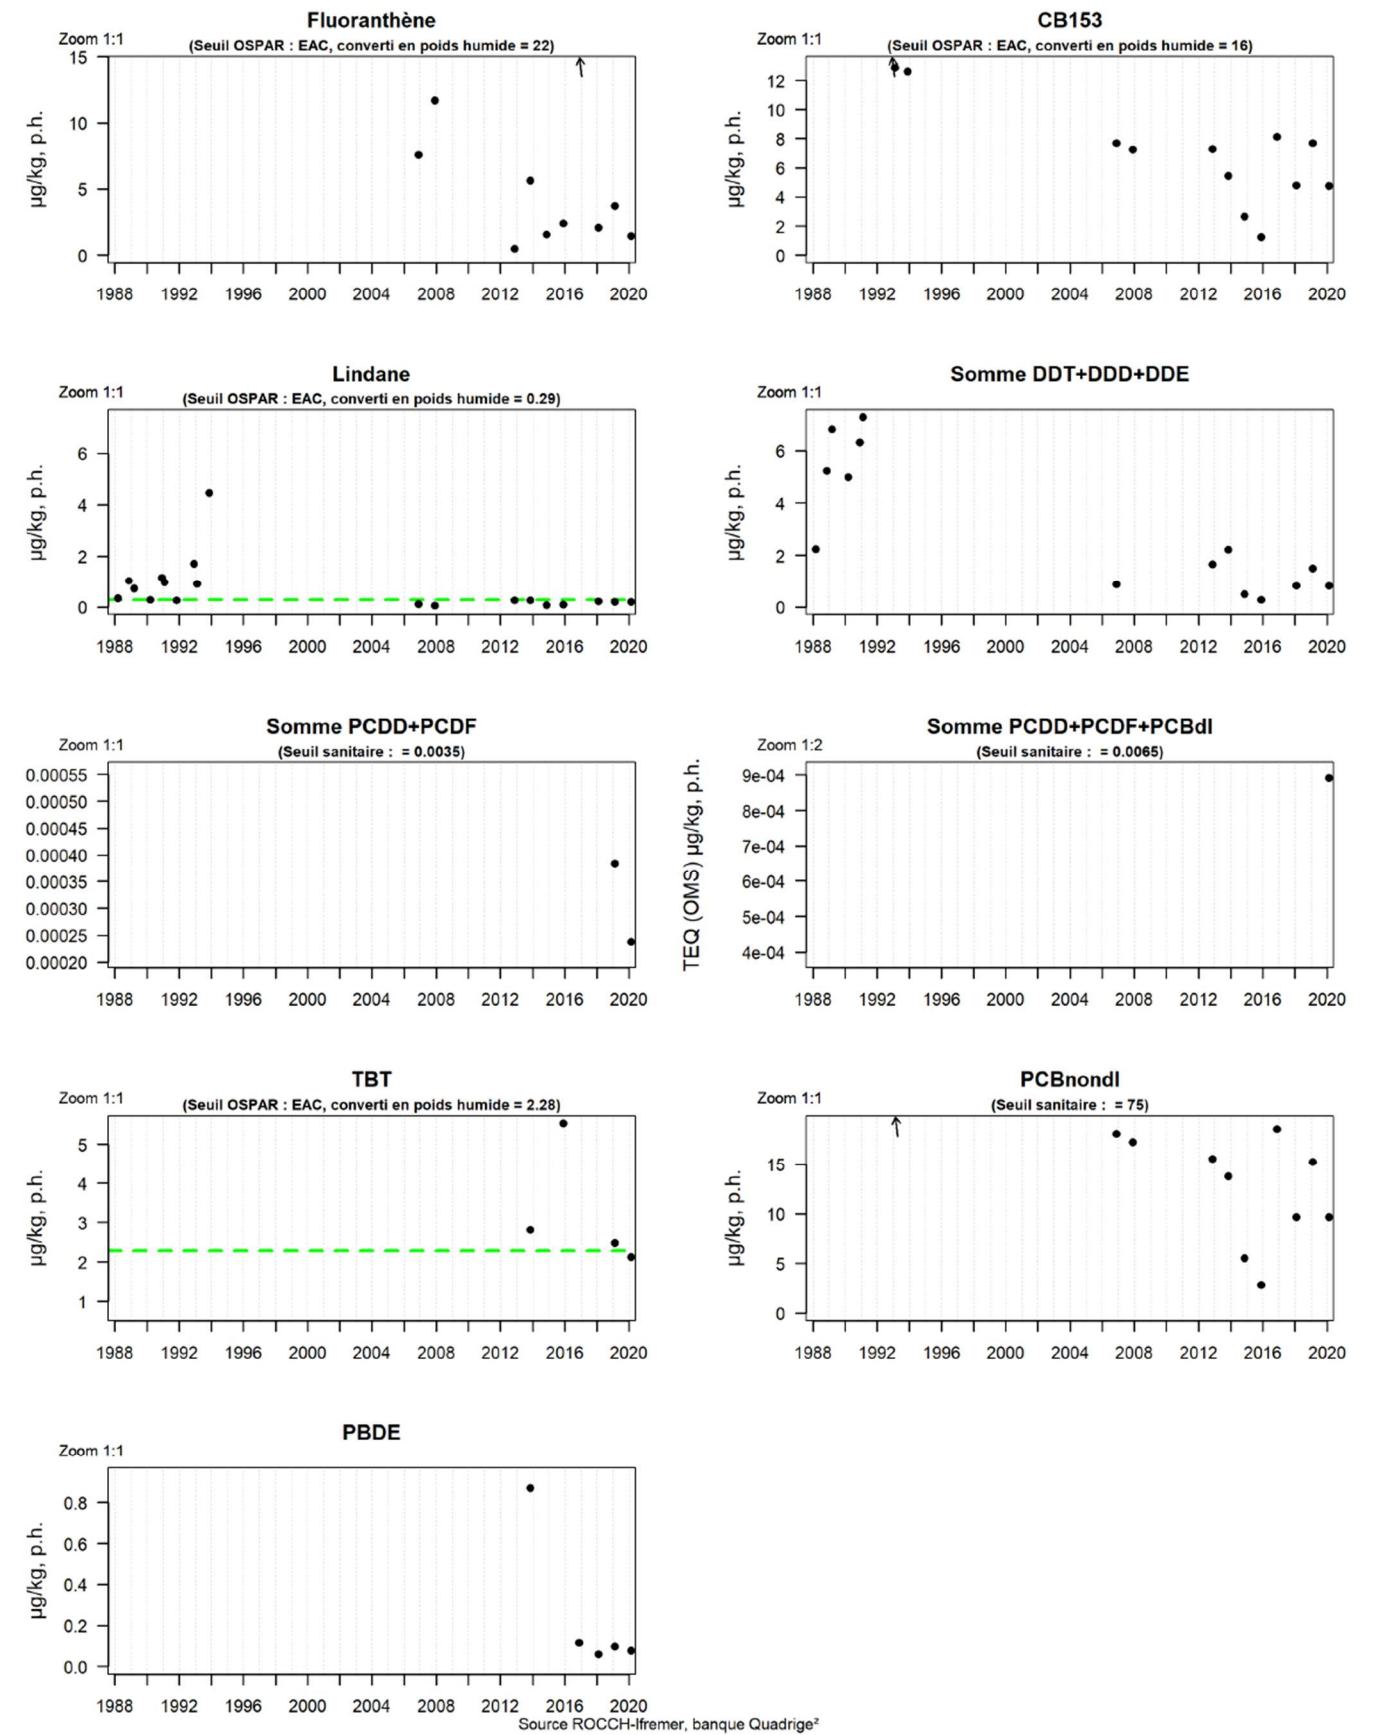 Fluoranthène
Zoom 1:1
(Seuil OSPAR : EAC, converti en poids humide = 22)
µg/kg, p.h.
15
10
5
0
1988 1992 1996 2000 2004 2008 2012 2016 2020
CB153
Zoom 1:1
(Seuil OSPAR : EAC, converti en poids humide = 16)
µg/kg, p.h.
12
10
8
6
4
2
0
1988 1992 1996 2000 2004 2008 2012 2016 2020
Lindane
Zoom 1:1
(Seuil OSPAR : EAC, converti en poids humide = 0.29)
µg/kg, p.h.
6
4
2
0
1988 1992 1996 2000 2004 2008 2012 2016 2020
Somme DDT+DDD+DDE
Zoom 1:1
µg/kg, p.h.
6
4
2
0
1988 1992 1996 2000 2004 2008 2012 2016 2020
Somme PCDD+PCDF
Zoom 1:1
(Seuil sanitaire : = 0.0035)
0.00055
0.00050
0.00045
0.00040
0.00035
0.00030
0.00025
0.00020
1988 1992 1996 2000 2004 2008 2012 2016 2020
Somme PCDD+PCDF+PCBdl
Zoom 1:2
(Seuil sanitaire : = 0.0065)
TEQ (OMS) µg/kg, p.h.
9e-04
8e-04
7e-04
6e-04
5e-04
4e-04
1988 1992 1996 2000 2004 2008 2012 2016 2020
TBT
Zoom 1:1
(Seuil OSPAR : EAC, converti en poids humide = 2.28)
µg/kg, p.h.
5
4
3
2
1
1988 1992 1996 2000 2004 2008 2012 2016 2020
PCBnondl
Zoom 1:1
(Seuil sanitaire : = 75)
µg/kg, p.h.
15
10
5
0
1988 1992 1996 2000 2004 2008 2012 2016 2020
PBDE
Zoom 1:1
µg/kg, p.h.
0.8
0.6
0.4
0.2
0.0
1988 1992 1996 2000 2004 2008 2012 2016 2020
Source ROCCH-Ifremer, banque Quadrige²